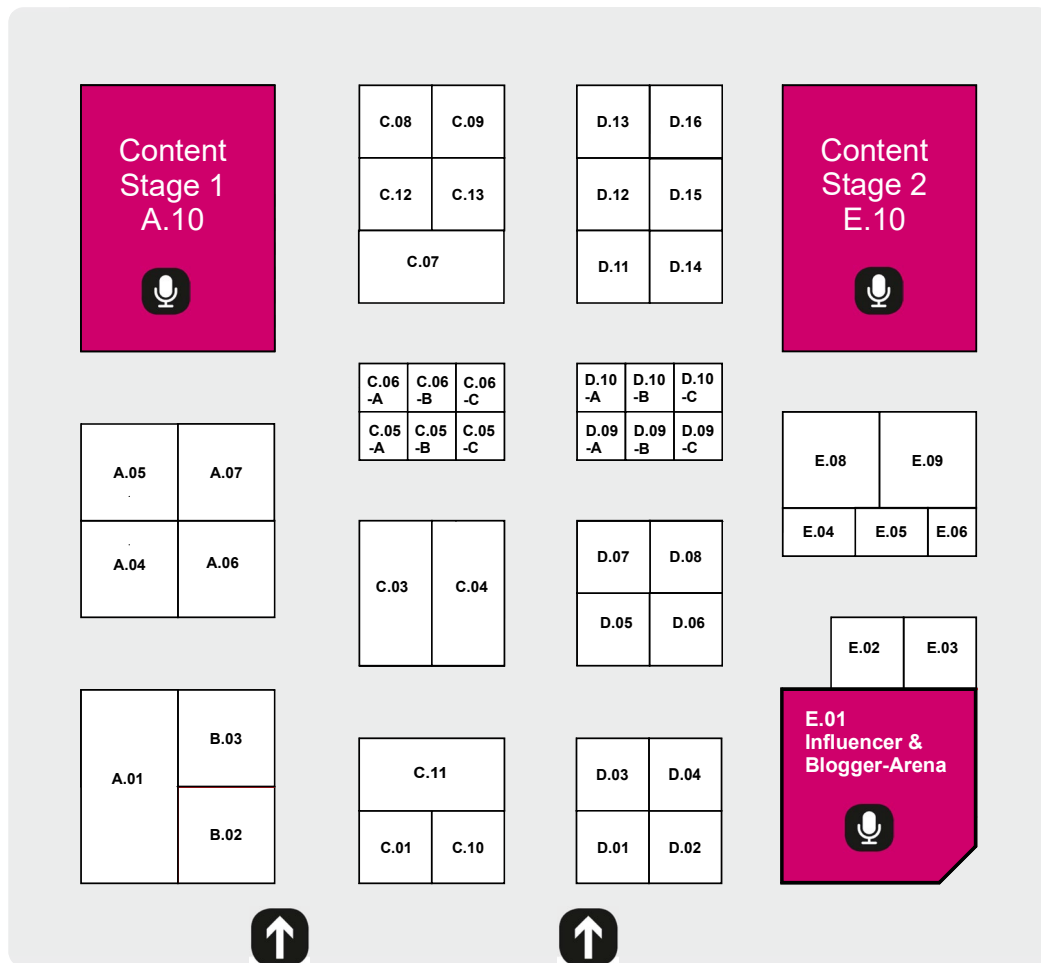 Content
Stage 1
A.10
C.08
C.09
D.13
D.16
Content
Stage 2
E.10
C.12
C.13
D.12
D.15
C.07
D.11
D.14
C.06
-A
C.06
-B
C.06
-C
D.10
-A
D.10
-B
D.10
-C
C.05
-A
C.05
-B
C.05
-C
D.09
-A
D.09
-B
D.09
-C
A.05
A.07
E.08
E.09
A.04
A.06
E.04
E.05
E.06
C.03
C.04
D.07
D.08
D.05
D.06
E.02
E.03
A.01
B.03
B.02
C.11
C.01
C.10
D.03
D.04
D.01
D.02
E.01
Influencer &
Blogger-Arena